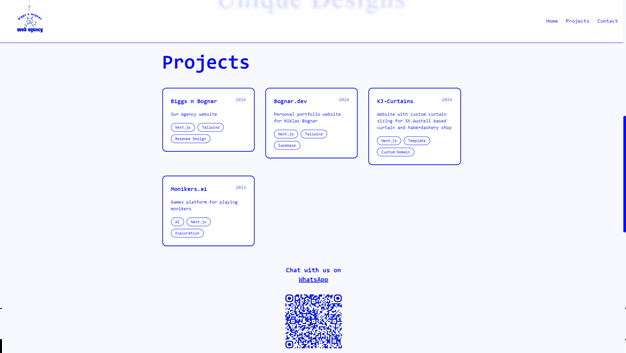 Unique Designs
biggs & bognar
web agency
Home
Projects
Contact
Projects
Biggs n Bognar
2024
Our Agency website
Next.js
Tailwind
Bespoke Design
Bognar.dev
2024
Personal portfolio website
for Niklas Bognar
Next.js
Tailwind
Supabase
KJ-Curtains
2024
Website with custom curtain
sizing for St.Austell based
curtain and haberdashery shop
Next.js
Template
Custom Domain
Monikers.ai
2023
Games platform for playing
monikers
AI
Next.js
Exploration
Chat with us on
WhatsApp